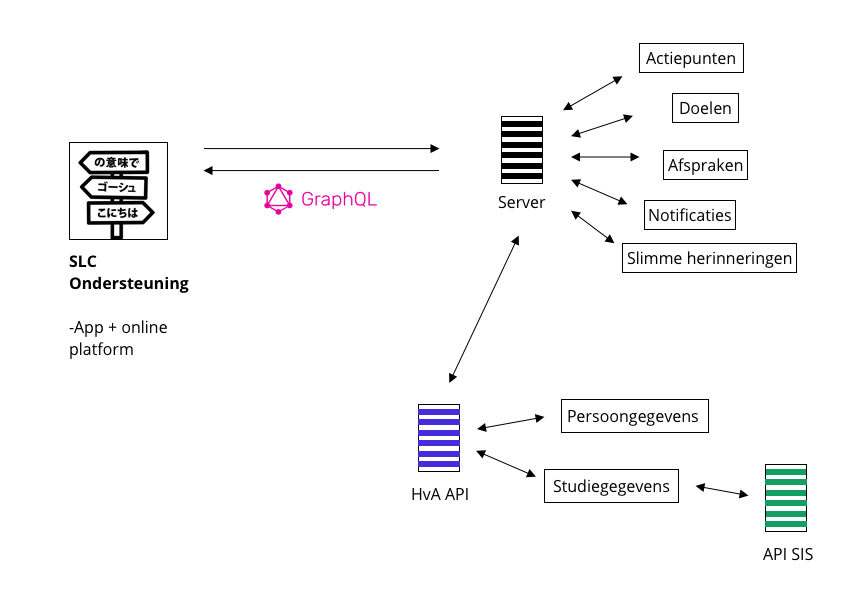 Actiepunten
Doelen
Afspraken
Notificaties
Slimme herinneringen
Server
の意味で
ゴーシュ
こにちは
GraphQL
SLC
Ondersteuning
-App + online
platform
Persoongegevens
Studiegegevens
HvA API
API SIS